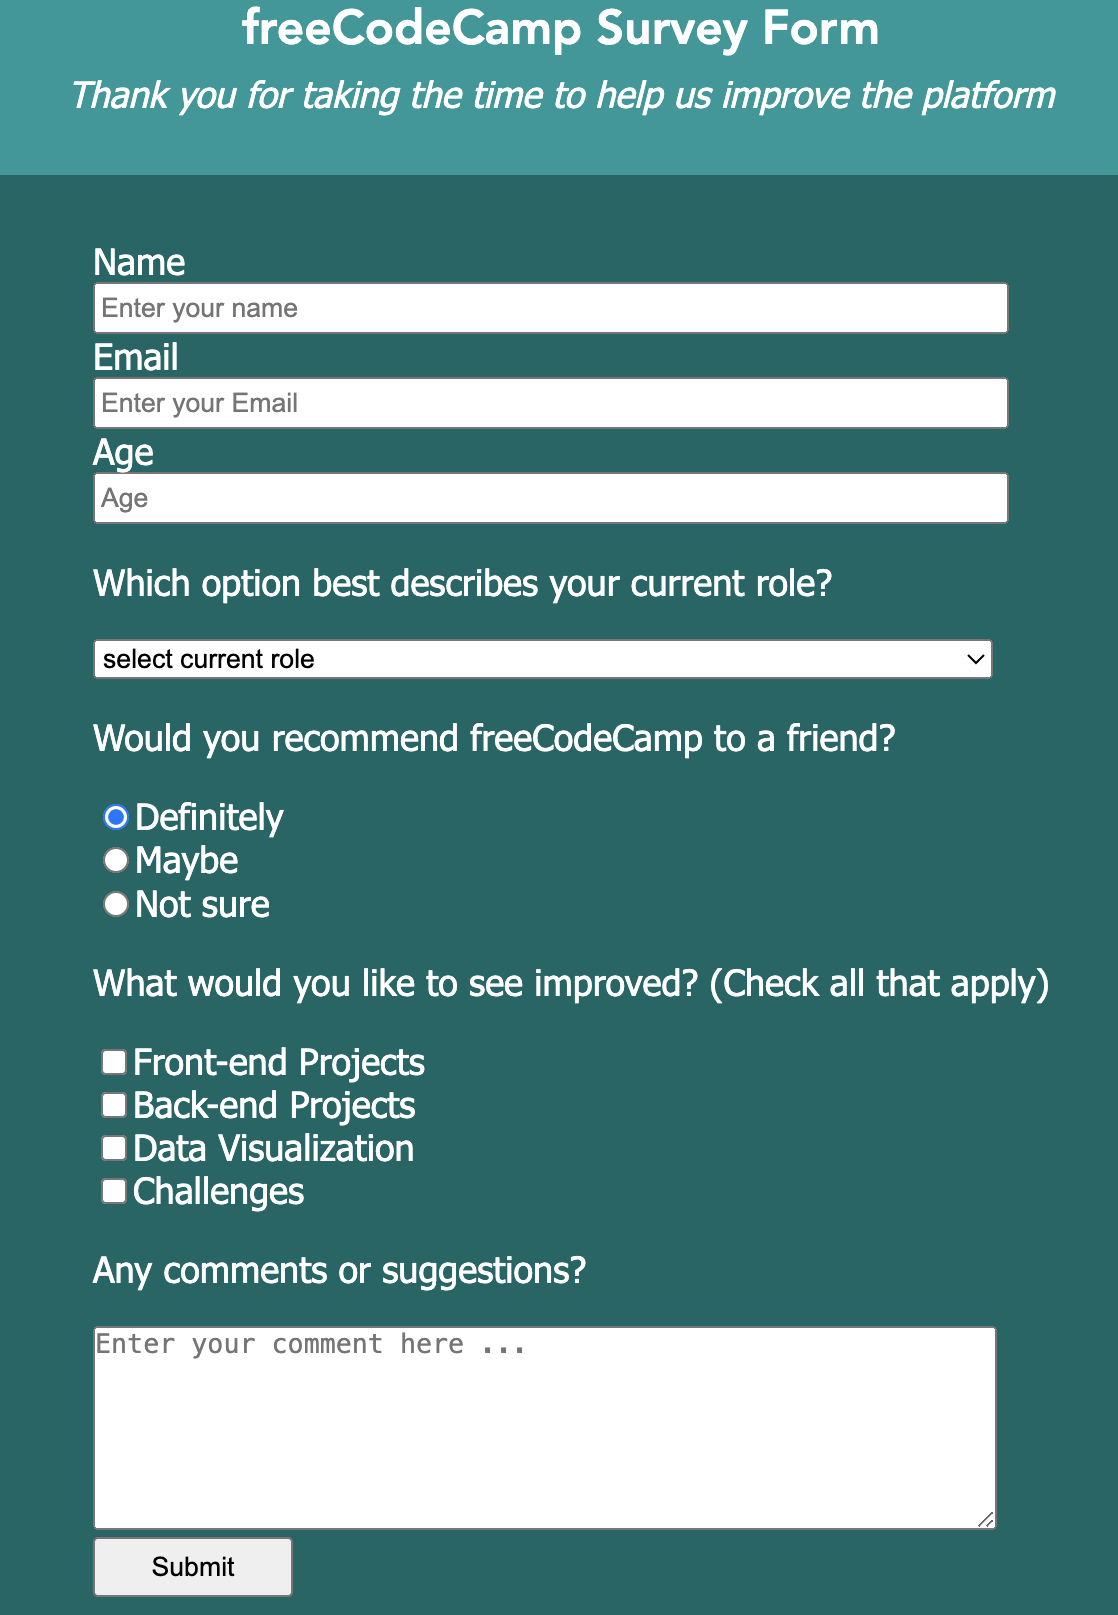 freeCodeCamp Survey Form
Thank you for taking the time to help us improve the platform
Name
Enter your name
Email
Enter your Email
Age
Age
Which option best describes your current role?
select current role
Would you recommend freeCodeCamp to a friend?
Definitely
Maybe
Not sure
What would you like to see improved? (Check all that apply)
Front-end Projects
Back-end Projects
Data Visualization
Challenges
Any comments or suggestions?
Enter your comment here ...
Submit